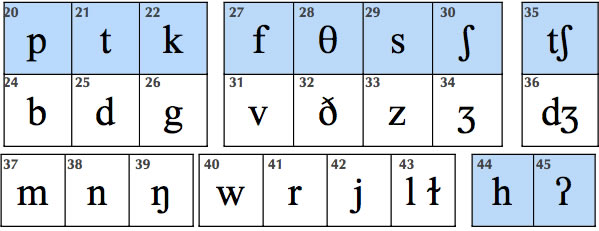 20 21 22 27 28 29 30 35
p t k f θ s ʃ tʃ
24 25 26 31 32 33 34 36
b d g v ð z ʒ dʒ
37 38 39 40 41 42 43 44 45
m n ŋ w r j l ɫ h ʔ